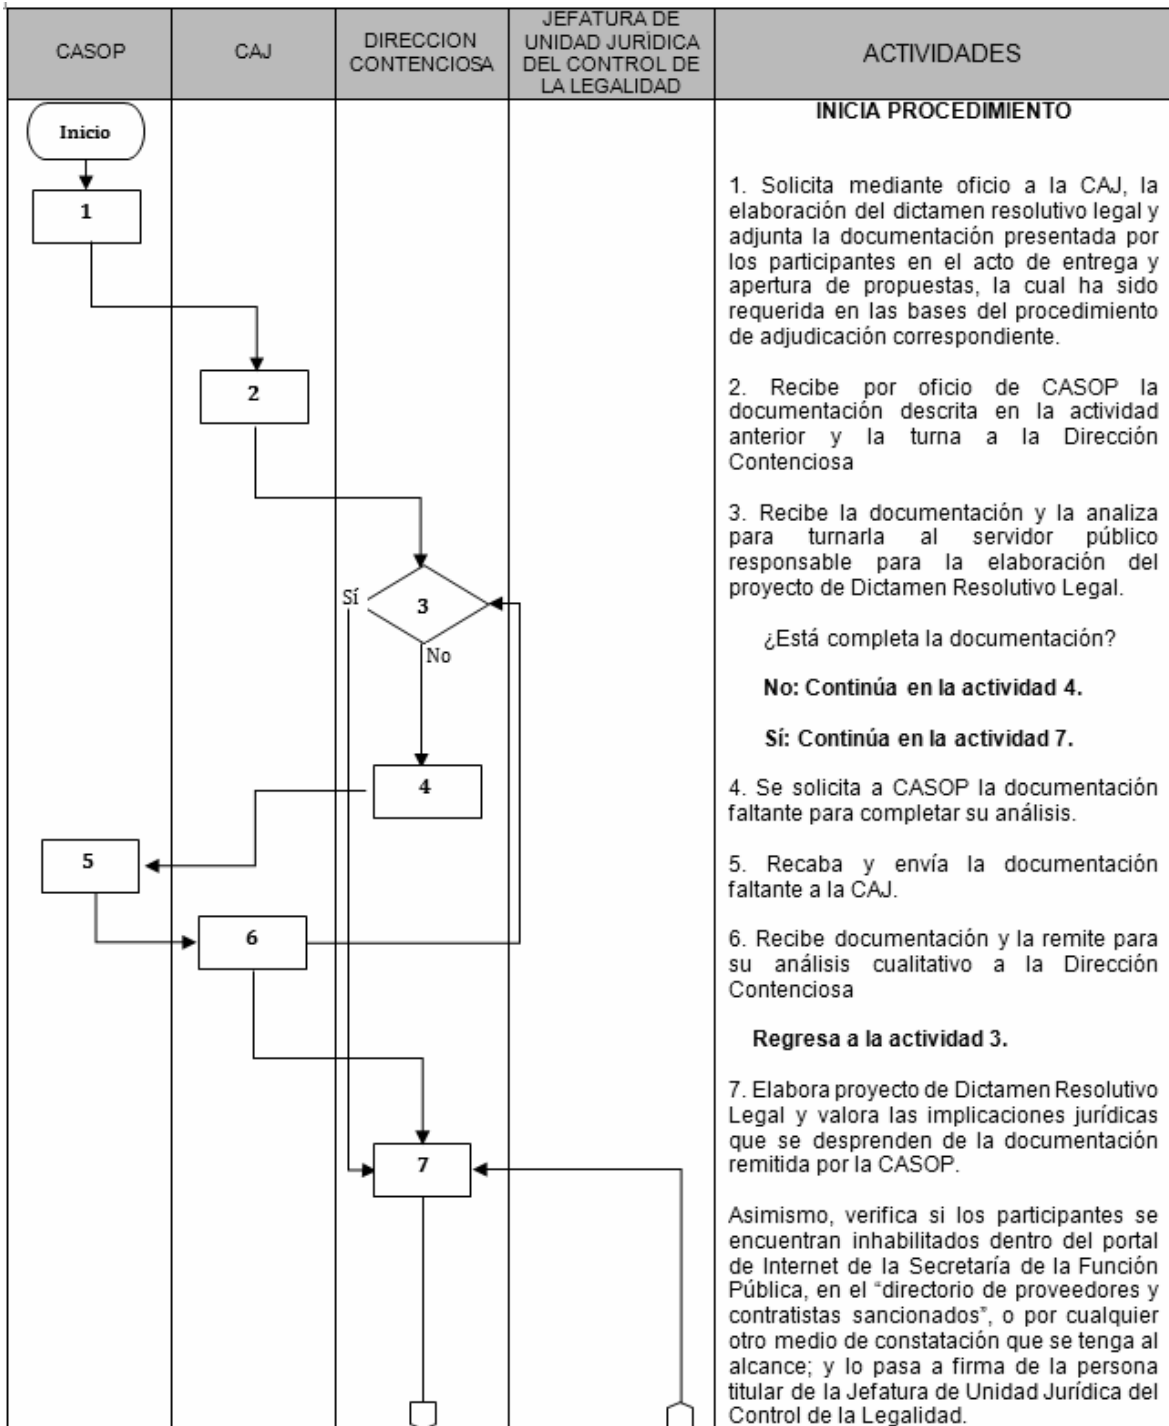 CASOP
CAJ
DIRECCION
CONTENCIOSA
JEFATURA DE
UNIDAD JURÍDICA
DEL CONTROL DE
LA LEGALIDAD
ACTIVIDADES
Inicio
1
2
3
Sí
No
4
5
6
7
INICIA PROCEDIMIENTO
1. Solicita mediante oficio a la CAJ, la
elaboración del dictamen resolutivo legal y
adjunta la documentación presentada por
los participantes en el acto de entrega y
apertura de propuestas, la cual ha sido
requerida en las bases del procedimiento
de adjudicación correspondiente.
2. Recibe por oficio de CASOP la
documentación descrita en la actividad
anterior y la turna a la Dirección
Contenciosa
3. Recibe la documentación y la analiza
para turnarla al servidor público
responsable para la elaboración del
proyecto de Dictamen Resolutivo Legal.
¿Está completa la documentación?
No: Continúa en la actividad 4.
Sí: Continúa en la actividad 7.
4. Se solicita a CASOP la documentación
faltante para completar su análisis.
5. Recaba y envía la documentación
faltante a la CAJ.
6. Recibe documentación y la remite para
su análisis cualitativo a la Dirección
Contenciosa
Regresa a la actividad 3.
7. Elabora proyecto de Dictamen Resolutivo
Legal y valora las implicaciones jurídicas
que se desprenden de la documentación
remitida por la CASOP.
Asimismo, verifica si los participantes se
encuentran inhabilitados dentro del portal
de Internet de la Secretaría de la Función
Pública, en el “directorio de proveedores y
contratistas sancionados”, o por cualquier
otro medio de constatación que se tenga al
alcance; y lo pasa a firma de la persona
titular de la Jefatura de Unidad Jurídica del
Control de la Legalidad.